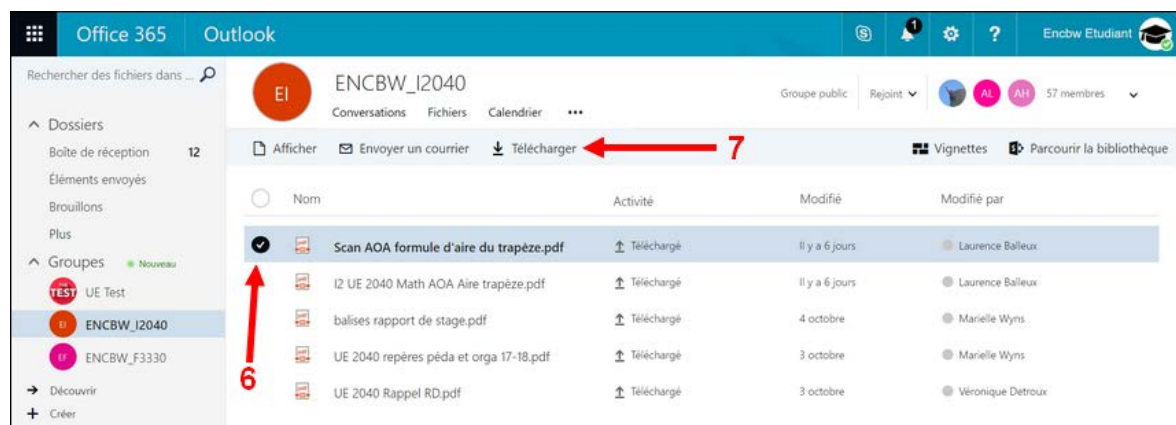 Office 365 Outlook 1 ? Encbw Etudiant
Rechercher des fichiers dans ...
Dossiers
Boîte de réception 12
Éléments envoyés
Brouillons
Plus
Groupes Nouveau
TEST UE Test
EI ENCBW_I2040
EF ENCBW_F3330
Découvrir
Créer
EI ENCBW_I2040
Conversations Fichiers Calendrier •••
Groupe public Rejoint AL AH 57 membres
Afficher Envoyer un courrier Télécharger 7 Vignettes Parcourir la bibliothèque
Nom Activité Modifié Modifié par
Scan AOA formule d'aire du trapèze.pdf Téléchargé Il y a 6 jours Laurence Balleux
I2 UE 2040 Math AOA Aire trapèze.pdf Téléchargé Il y a 6 jours Laurence Balleux
balises rapport de stage.pdf Téléchargé 4 octobre Marielle Wyns
UE 2040 repères péda et orga 17-18.pdf Téléchargé 3 octobre Marielle Wyns
6
UE 2040 Rappel RD.pdf Téléchargé 3 octobre Véronique Detroux